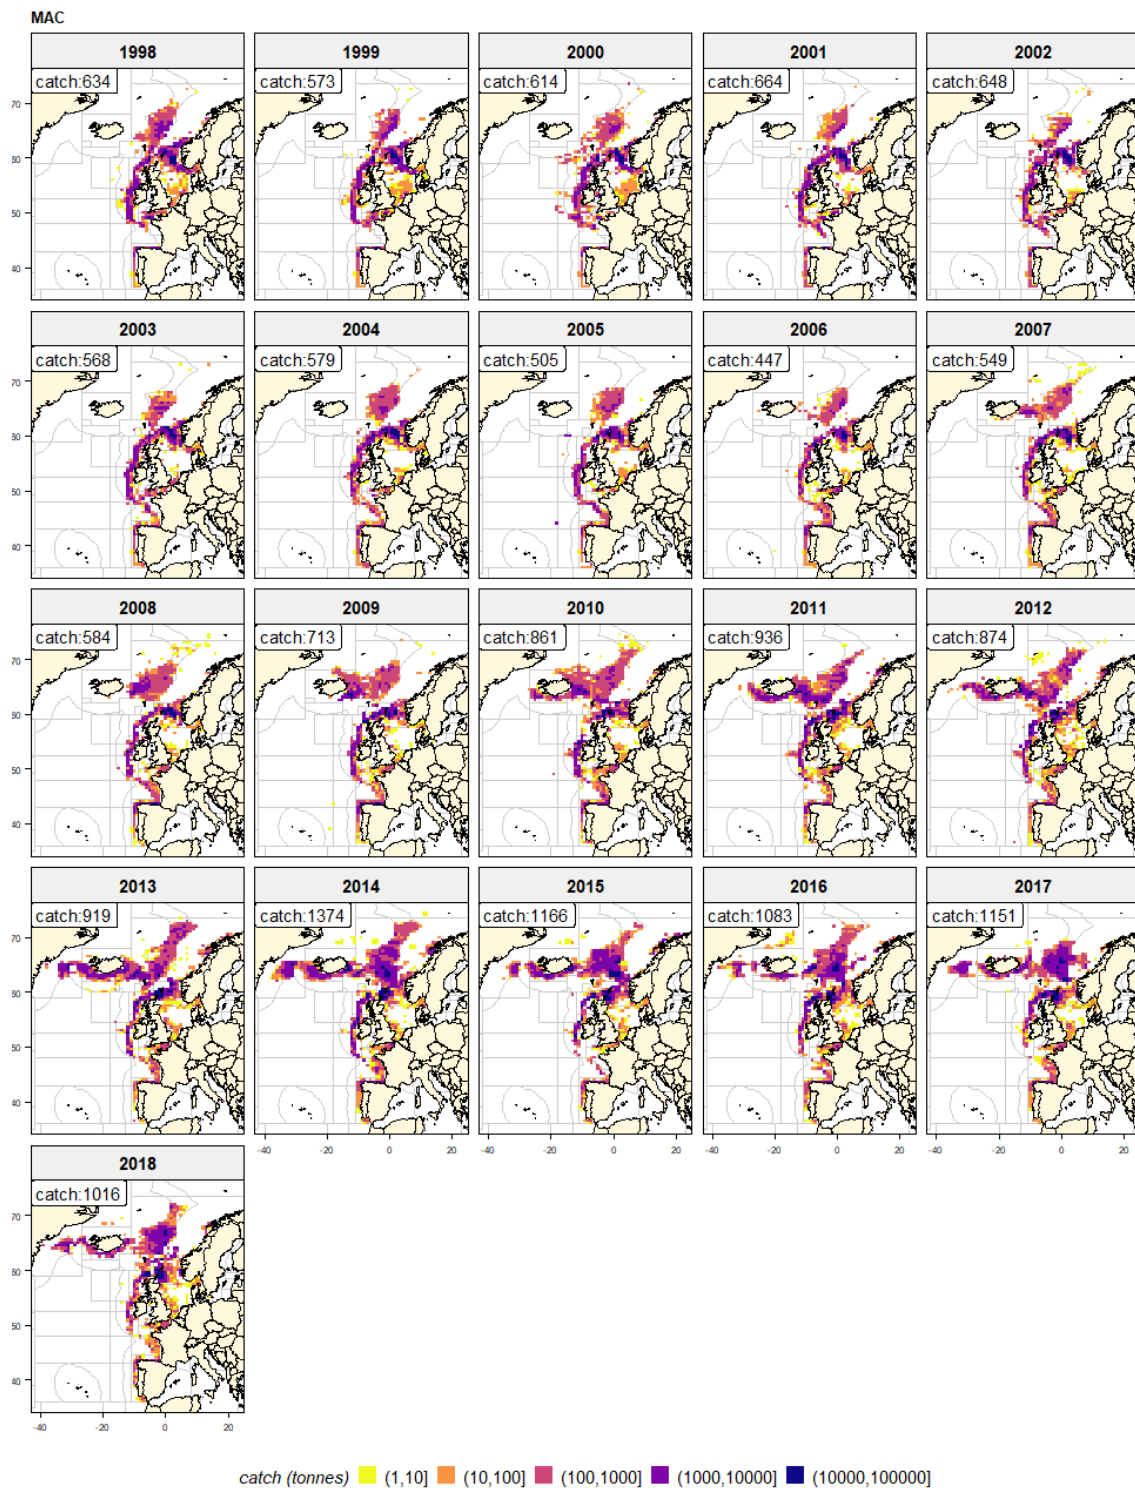 MAC
1998 1999 2000 2001 2002
catch:634 catch:573 catch:614 catch:664 catch:648
70
60
50
40
2003 2004 2005 2006 2007
catch:568 catch:579 catch:505 catch:447 catch:549
70
60
50
40
2008 2009 2010 2011 2012
catch:584 catch:713 catch:861 catch:936 catch:874
70
60
50
40
2013 2014 2015 2016 2017
catch:919 catch:1374 catch:1166 catch:1083 catch:1151
70
60
50
40
-40 -20 0 20 -40 -20 0 20 -40 -20 0 20 -40 -20 0 20
2018
catch:1016
70
60
50
40
-40 -20 0 20
catch (tonnes) (1,10] (10,100] (100,1000] (1000,10000] (10000,100000]